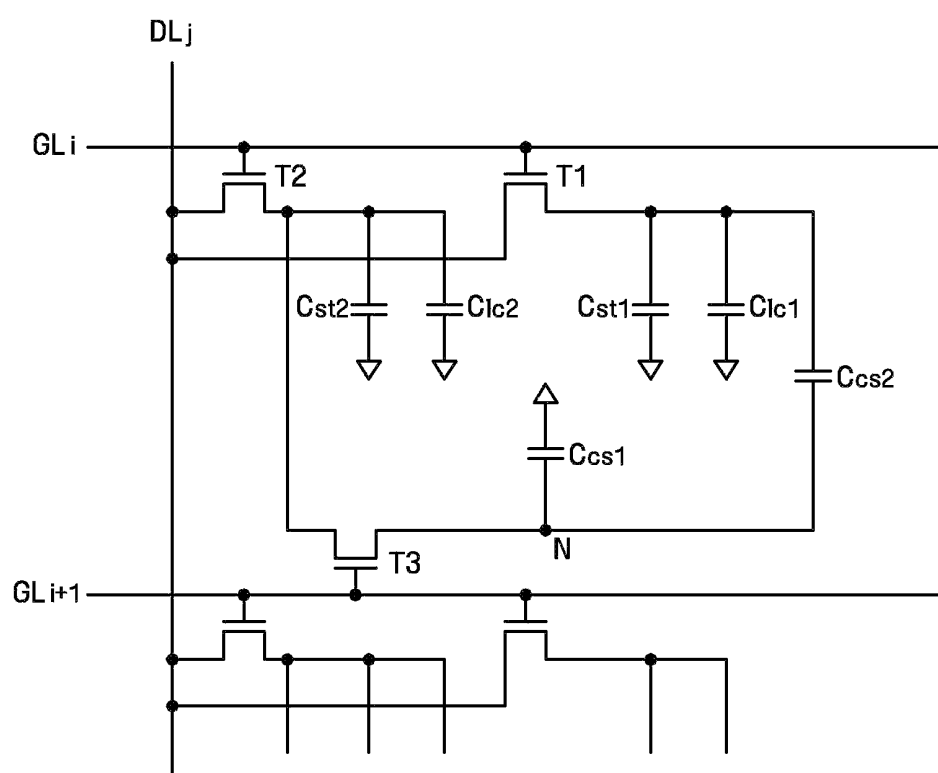 DLj
GLi
T2
T1
Cst2
Clc2
Cst1
Clc1
Ccs2
Ccs1
N
T3
GLi+1